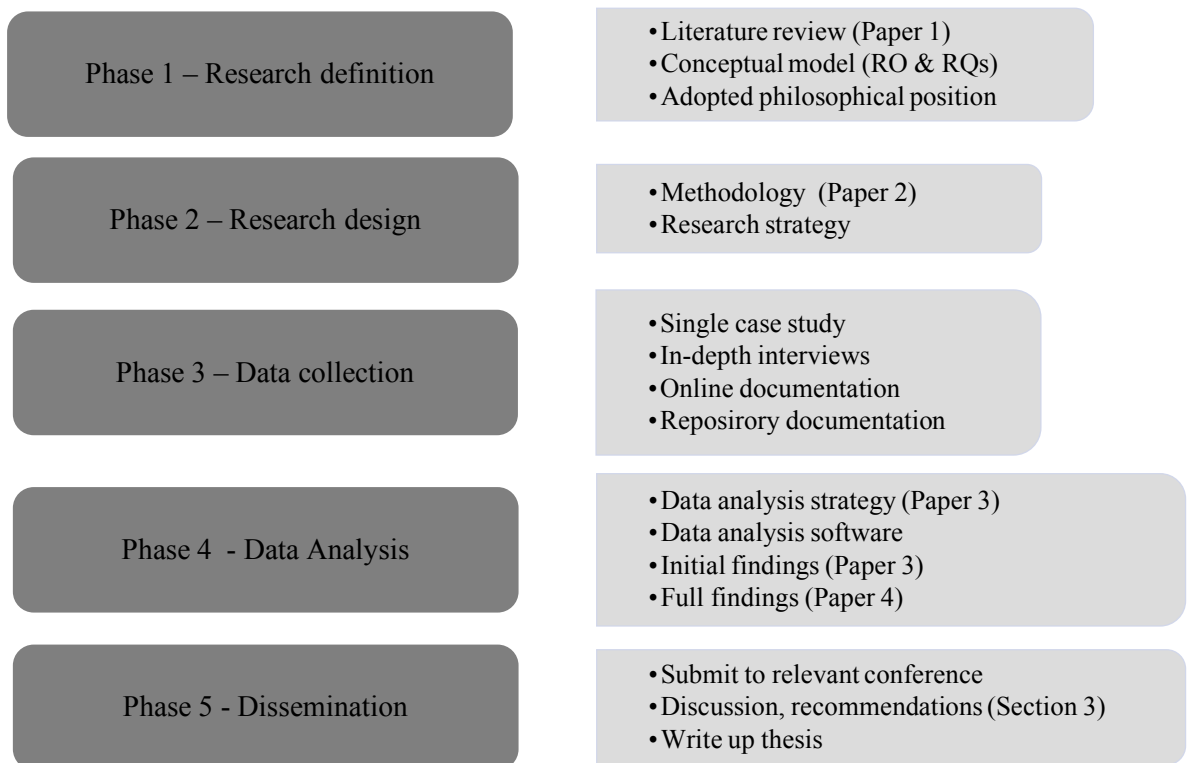 Phase 1 – Research definition
•Literature review (Paper 1)
•Conceptual model (RO & RQs)
•Adopted philosophical position
Phase 2 – Research design
•Methodology (Paper 2)
•Research strategy
Phase 3 – Data collection
•Single case study
•In-depth interviews
•Online documentation
•Reposirory documentation
Phase 4 - Data Analysis
•Data analysis strategy (Paper 3)
•Data analysis software
•Initial findings (Paper 3)
•Full findings (Paper 4)
Phase 5 - Dissemination
•Submit to relevant conference
•Discussion, recommendations (Section 3)
•Write up thesis